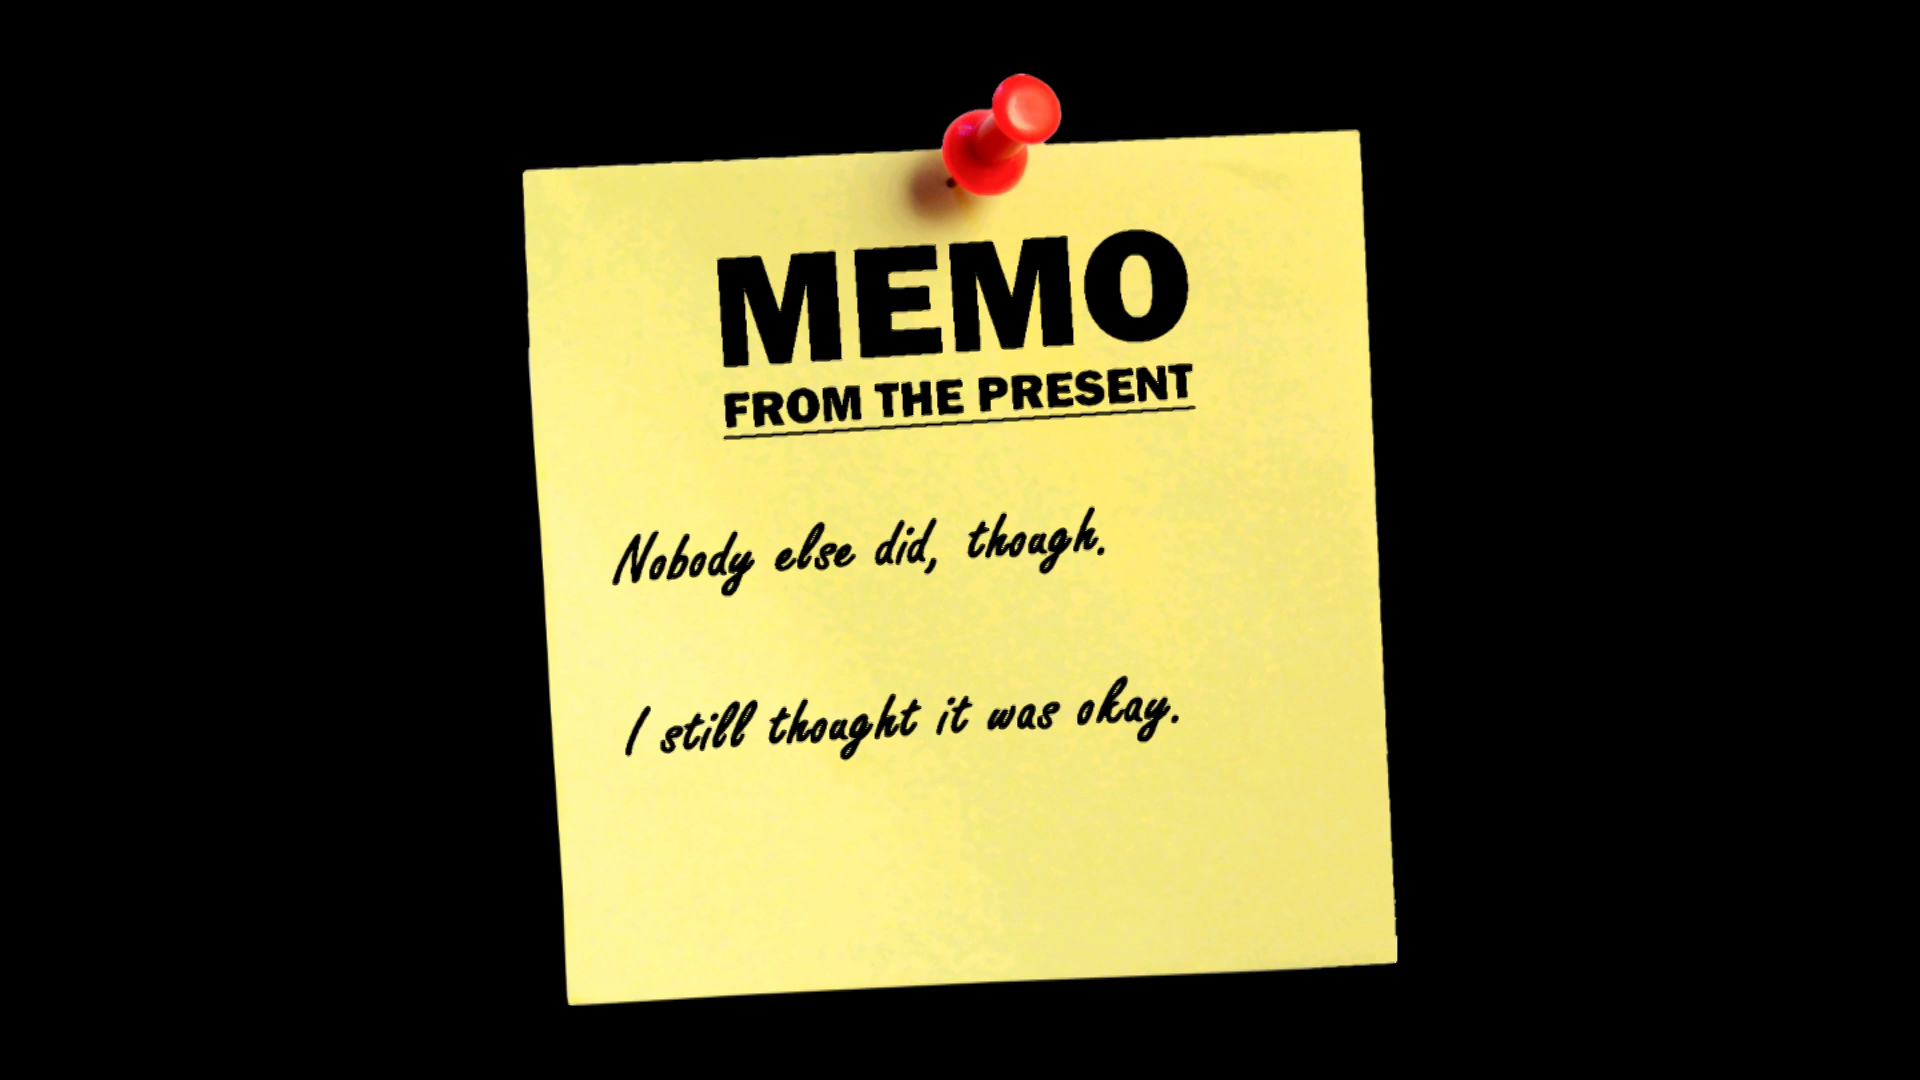 MEMO
FROM THE PRESENT
Nobody else did, though.
I still thought it was okay.